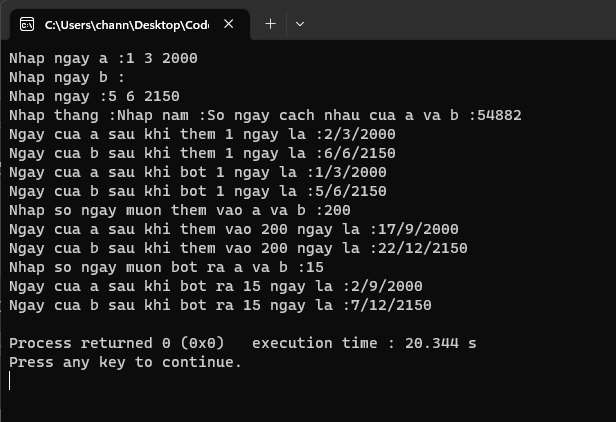 C:\Users\chann\Desktop\Cod
Nhap ngay a :1 3 2000
Nhap ngay b :
Nhap ngay :5 6 2150
Nhap thang :Nhap nam :So ngay cach nhau cua a va b :54882
Ngay cua a sau khi them 1 ngay la :2/3/2000
Ngay cua b sau khi them 1 ngay la :6/6/2150
Ngay cua a sau khi bot 1 ngay la :1/3/2000
Ngay cua b sau khi bot 1 ngay la :5/6/2150
Nhap so ngay muon them vao a va b :200
Ngay cua a sau khi them vao 200 ngay la :17/9/2000
Ngay cua b sau khi them vao 200 ngay la :22/12/2150
Nhap so ngay muon bot ra a va b :15
Ngay cua a sau khi bot ra 15 ngay la :2/9/2000
Ngay cua b sau khi bot ra 15 ngay la :7/12/2150
Process returned 0 (0x0)   execution time : 20.344 s
Press any key to continue.